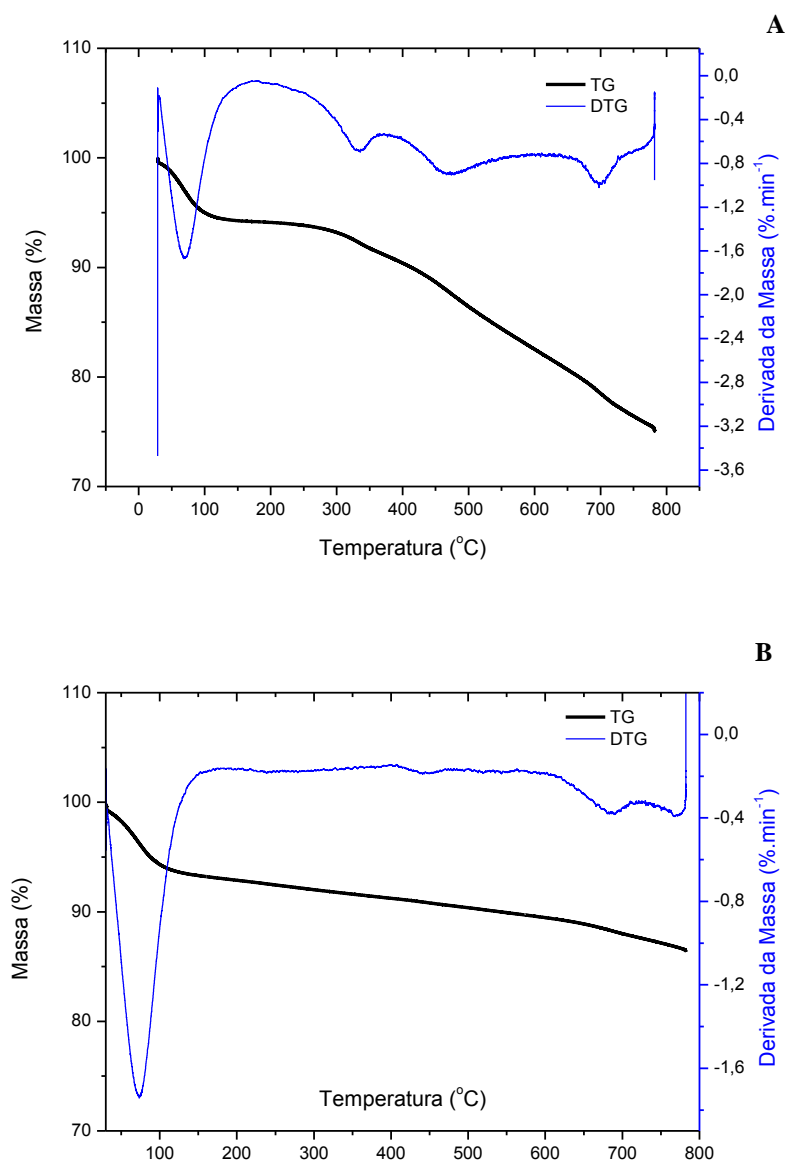 A
110
100
90
80
70
Massa (%)
TG
DTG
0,0
-0,4
-0,8
-1,2
-1,6
-2,0
-2,4
-2,8
-3,2
-3,6
Derivada da Massa (%.min⁻¹)
0 100 200 300 400 500 600 700 800
Temperatura (°C)
B
110
100
90
80
70
Massa (%)
TG
DTG
0,0
-0,4
-0,8
-1,2
-1,6
Derivada da Massa (%.min⁻¹)
Temperatura (°C)
100 200 300 400 500 600 700 800